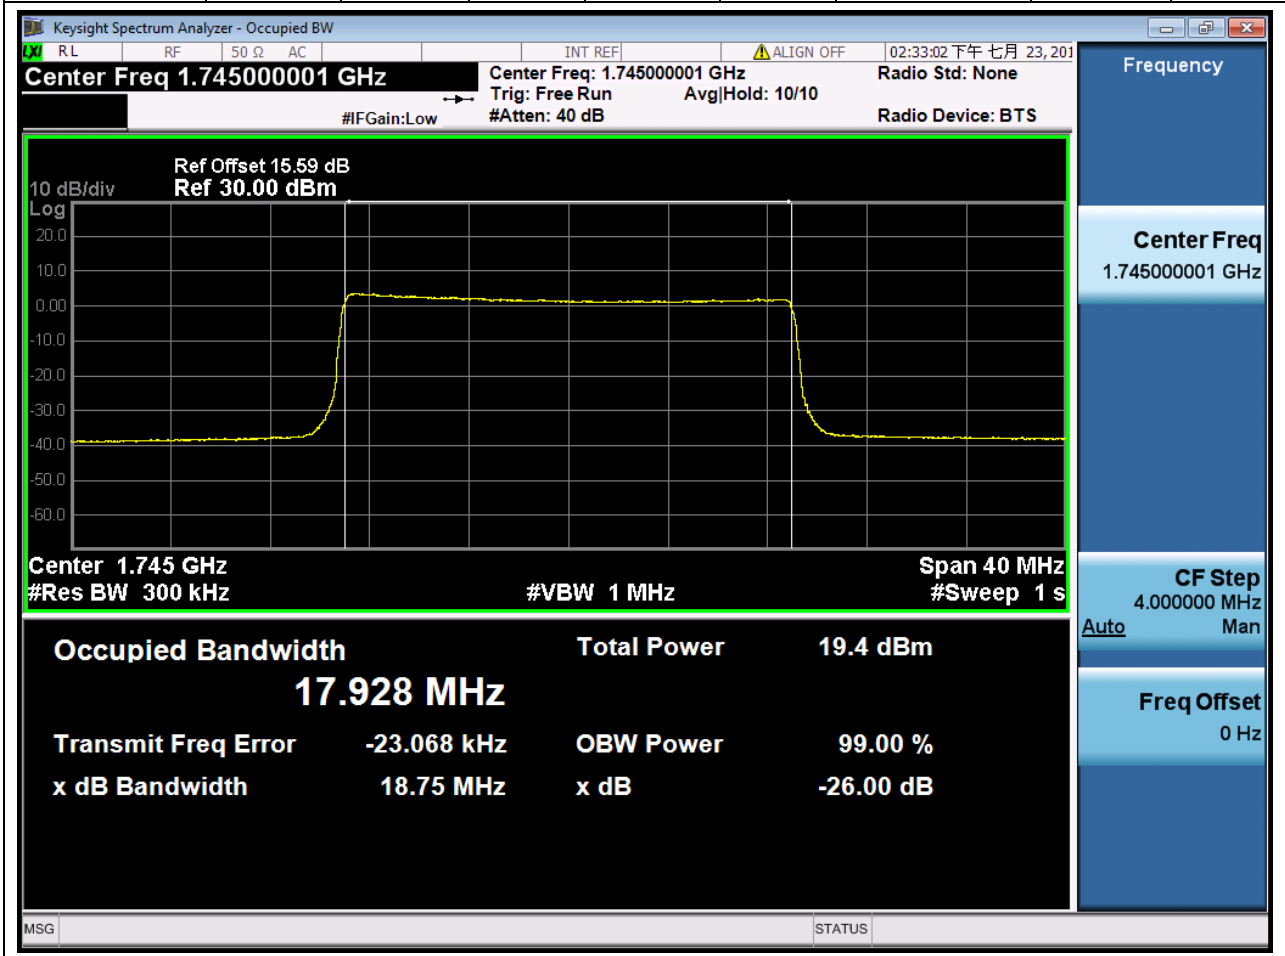 Keysight Spectrum Analyzer - Occupied BW
LXI RL RF 50 Ω AC INT REF ALIGN OFF 02:33:02 下午 七月 23, 201
Center Freq 1.745000001 GHz
Center Freq: 1.745000001 GHz Radio Std: None
Trig: Free Run Avg|Hold: 10/10
#IFGain:Low #Atten: 40 dB Radio Device: BTS
Ref Offset 15.59 dB
10 dB/div Ref 30.00 dBm
Log
20.0
10.0
0.00
-10.0
-20.0
-30.0
-40.0
-50.0
-60.0
Center 1.745 GHz Span 40 MHz
#Res BW 300 kHz #VBW 1 MHz #Sweep 1 s
Occupied Bandwidth Total Power 19.4 dBm
17.928 MHz
Transmit Freq Error -23.068 kHz OBW Power 99.00 %
x dB Bandwidth 18.75 MHz x dB -26.00 dB
Frequency
Center Freq
1.745000001 GHz
CF Step
4.000000 MHz
Auto Man
Freq Offset
0 Hz
MSG STATUS